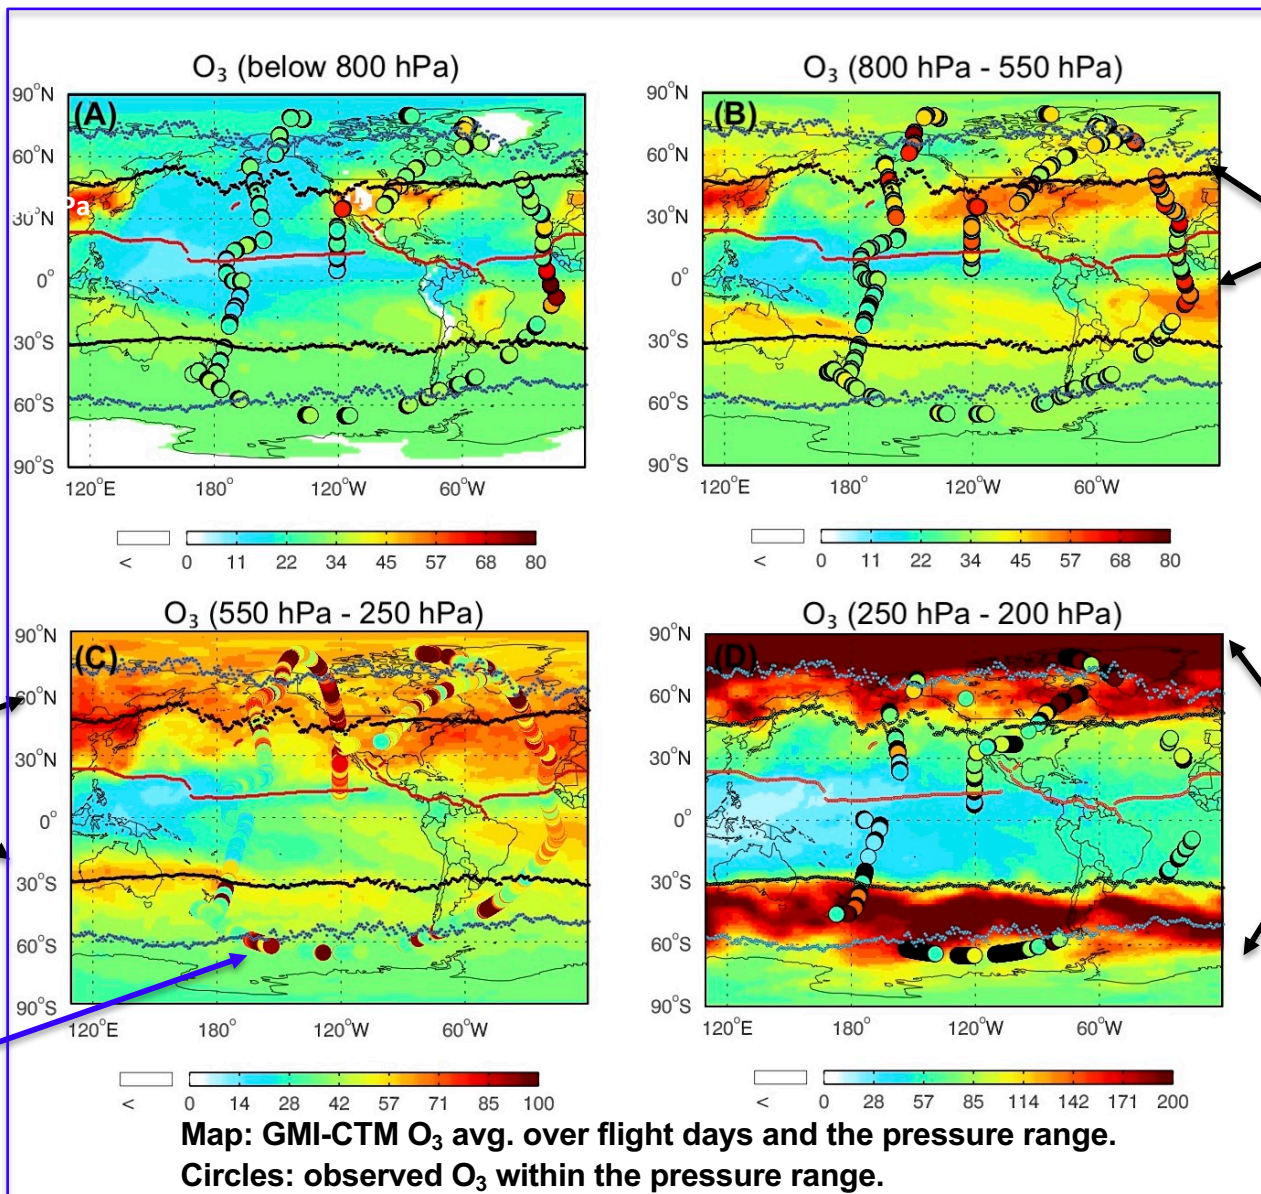 O₃ (below 800 hPa)
O₃ (800 hPa - 550 hPa)
90°N
(A)
60°N
30°N
Pa
0
30°S
60°S
90°S
120°E 180° 120°W 60°W
< 0 11 22 34 45 57 68 80
90°N
(B)
60°N
30°N
0
30°S
60°S
90°S
120°E 180° 120°W 60°W
< 0 11 22 34 45 57 68 80
O₃ (550 hPa - 250 hPa)
O₃ (250 hPa - 200 hPa)
90°N
(C)
60°N
30°N
0
30°S
60°S
90°S
120°E 180° 120°W 60°W
< 0 14 28 42 57 71 85 100
90°N
(D)
60°N
30°N
0
30°S
60°S
90°S
120°E 180° 120°W 60°W
< 0 28 57 85 114 142 171 200
Map: GMI-CTM O₃ avg. over flight days and the pressure range.
Circles: observed O₃ within the pressure range.